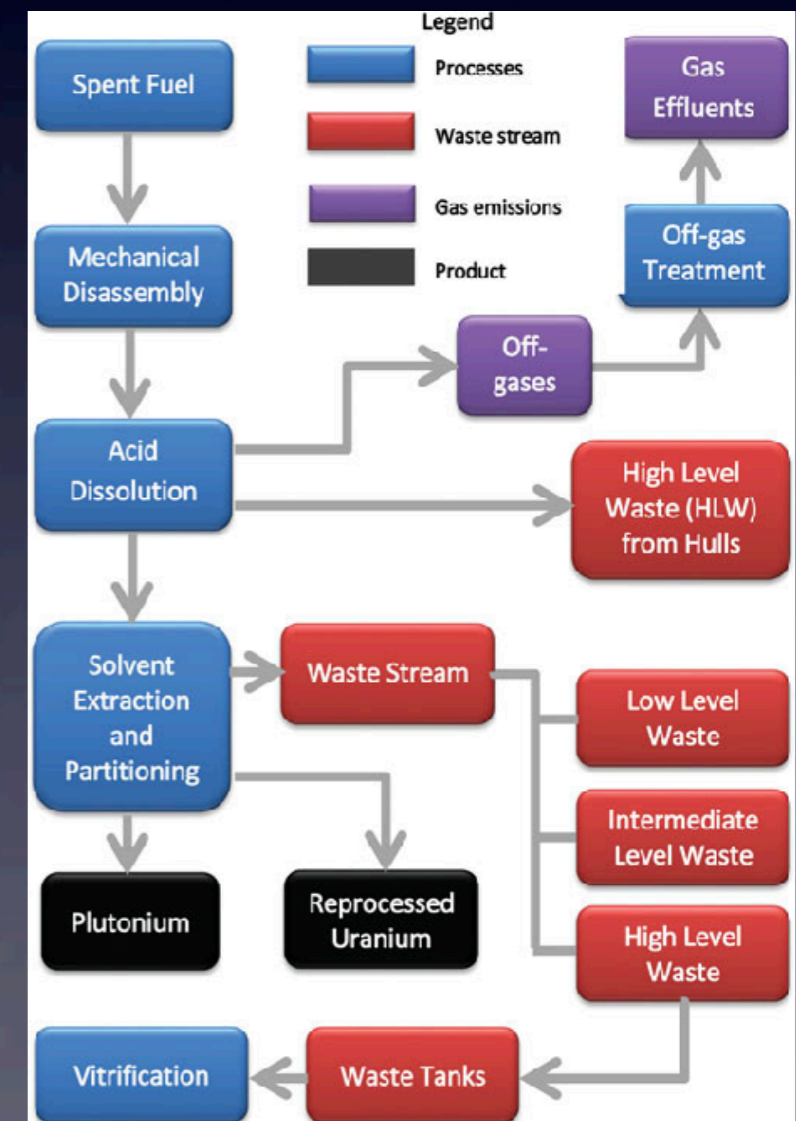 Legend
Processes
Waste stream
Gas emissions
Product
Spent Fuel
Mechanical
Disassembly
Acid
Dissolution
Off-
gases
Off-gas
Treatment
Gas
Effluents
High Level
Waste (HLW)
from Hulls
Solvent
Extraction
and
Partitioning
Waste Stream
Low Level
Waste
Intermediate
Level Waste
High Level
Waste
Plutonium
Reprocessed
Uranium
Vitrification
Waste Tanks